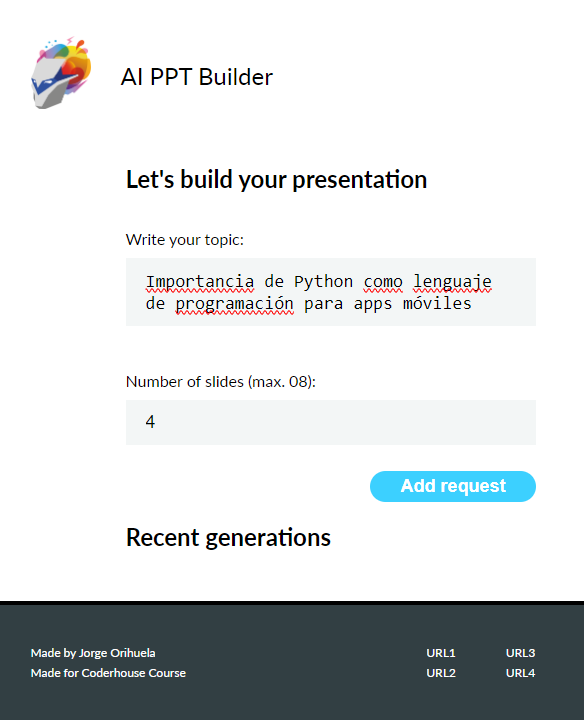 AI PPT Builder
Let's build your presentation
Write your topic:
Importancia de Python como lenguaje
de programación para apps móviles
Number of slides (max. 08):
4
Add request
Recent generations
Made by Jorge Orihuela
Made for Coderhouse Course
URL1
URL2
URL3
URL4